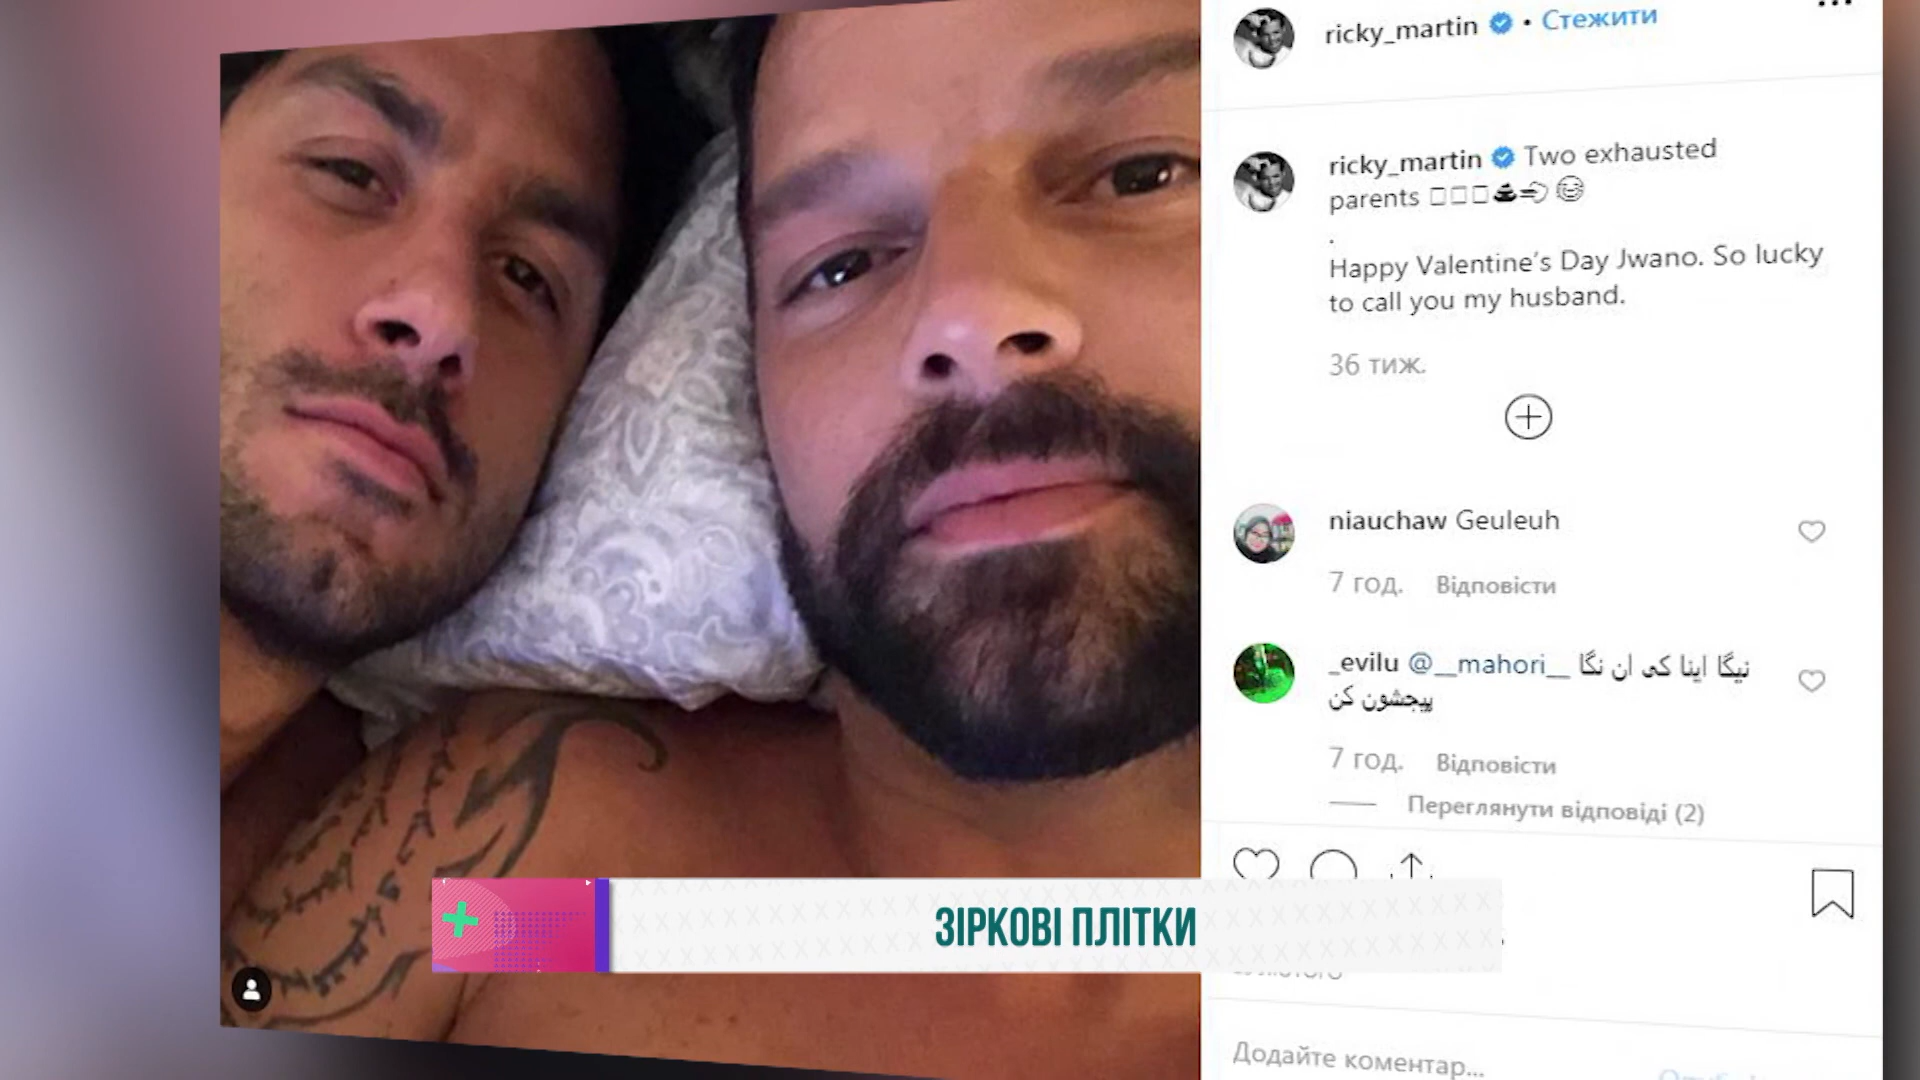 ricky_martin • Стежити
ricky_martin Two exhausted
parents
.
Happy Valentine’s Day Jwano. So lucky
to call you my husband.
36 тиж.
niauchaw Geuleuh
7 год. Відповісти
_evilu @__mahori__ نیگا اینا کی ان نگا
پیجشون کن
7 год. Відповісти
Переглянути відповіді (2)
ЗІРКОВІ ПЛІТКИ
Додайте коментар...